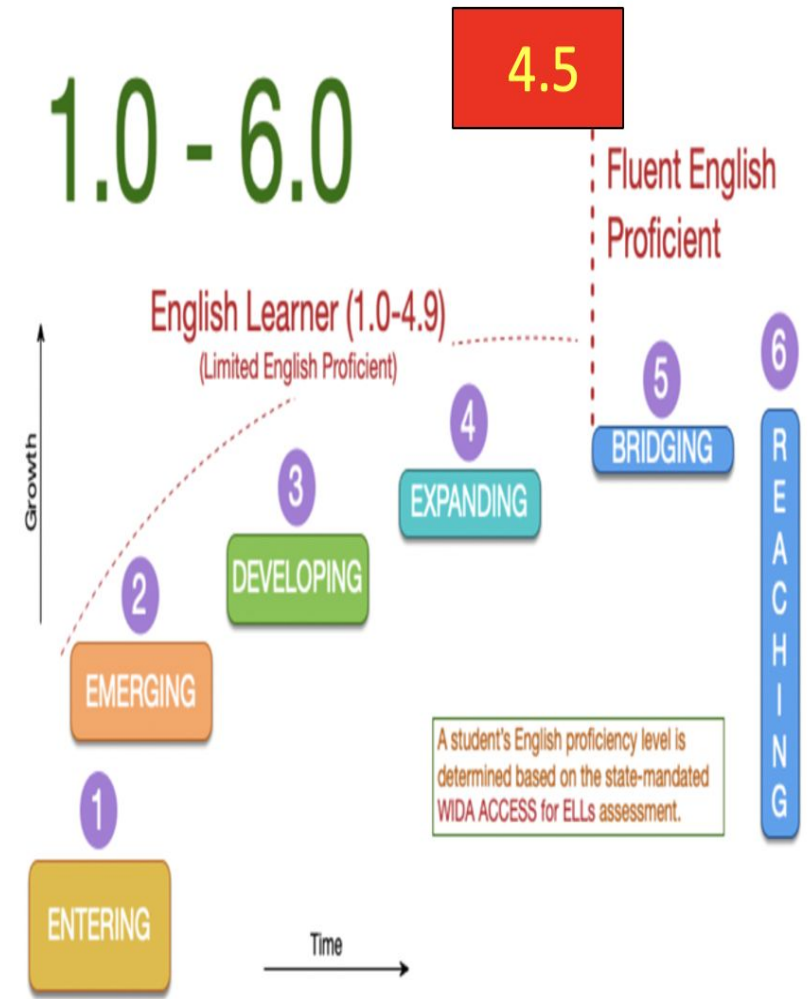 4.5
1.0 - 6.0
Fluent English
Proficient
English Learner (1.0-4.9)
(Limited English Proficient)
Growth
6
REACHING
5
BRIDGING
4
EXPANDING
3
DEVELOPING
2
EMERGING
A student's English proficiency level is
determined based on the state-mandated
WIDA ACCESS for ELLs assessment.
1
ENTERING
Time